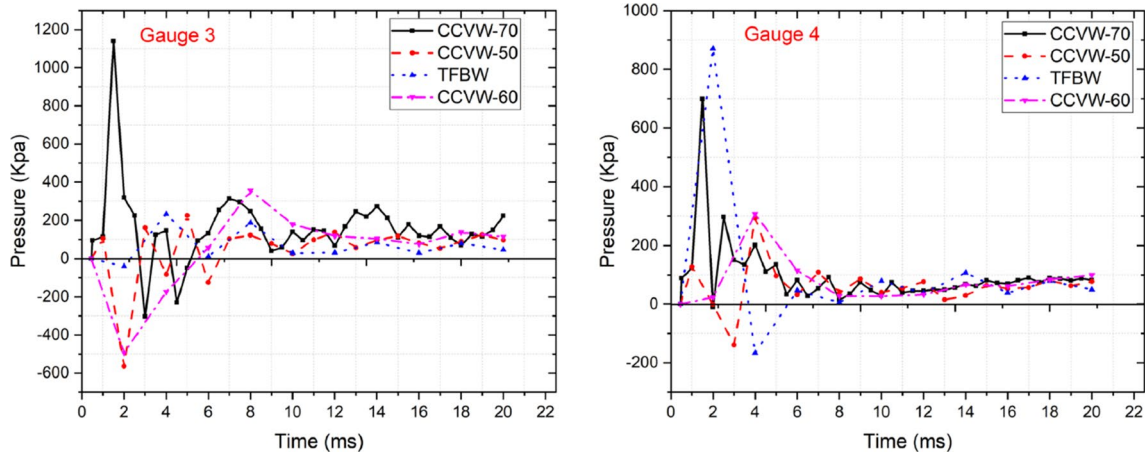 Gauge 3
CCVW-70
CCVW-50
TFBW
CCVW-60
Pressure (Kpa)
1200
1000
800
600
400
200
0
-200
-400
-600
0 2 4 6 8 10 12 14 16 18 20 22
Time (ms)
Gauge 4
CCVW-70
CCVW-50
TFBW
CCVW-60
Pressure (Kpa)
1000
800
600
400
200
0
-200
0 2 4 6 8 10 12 14 16 18 20 22
Time (ms)